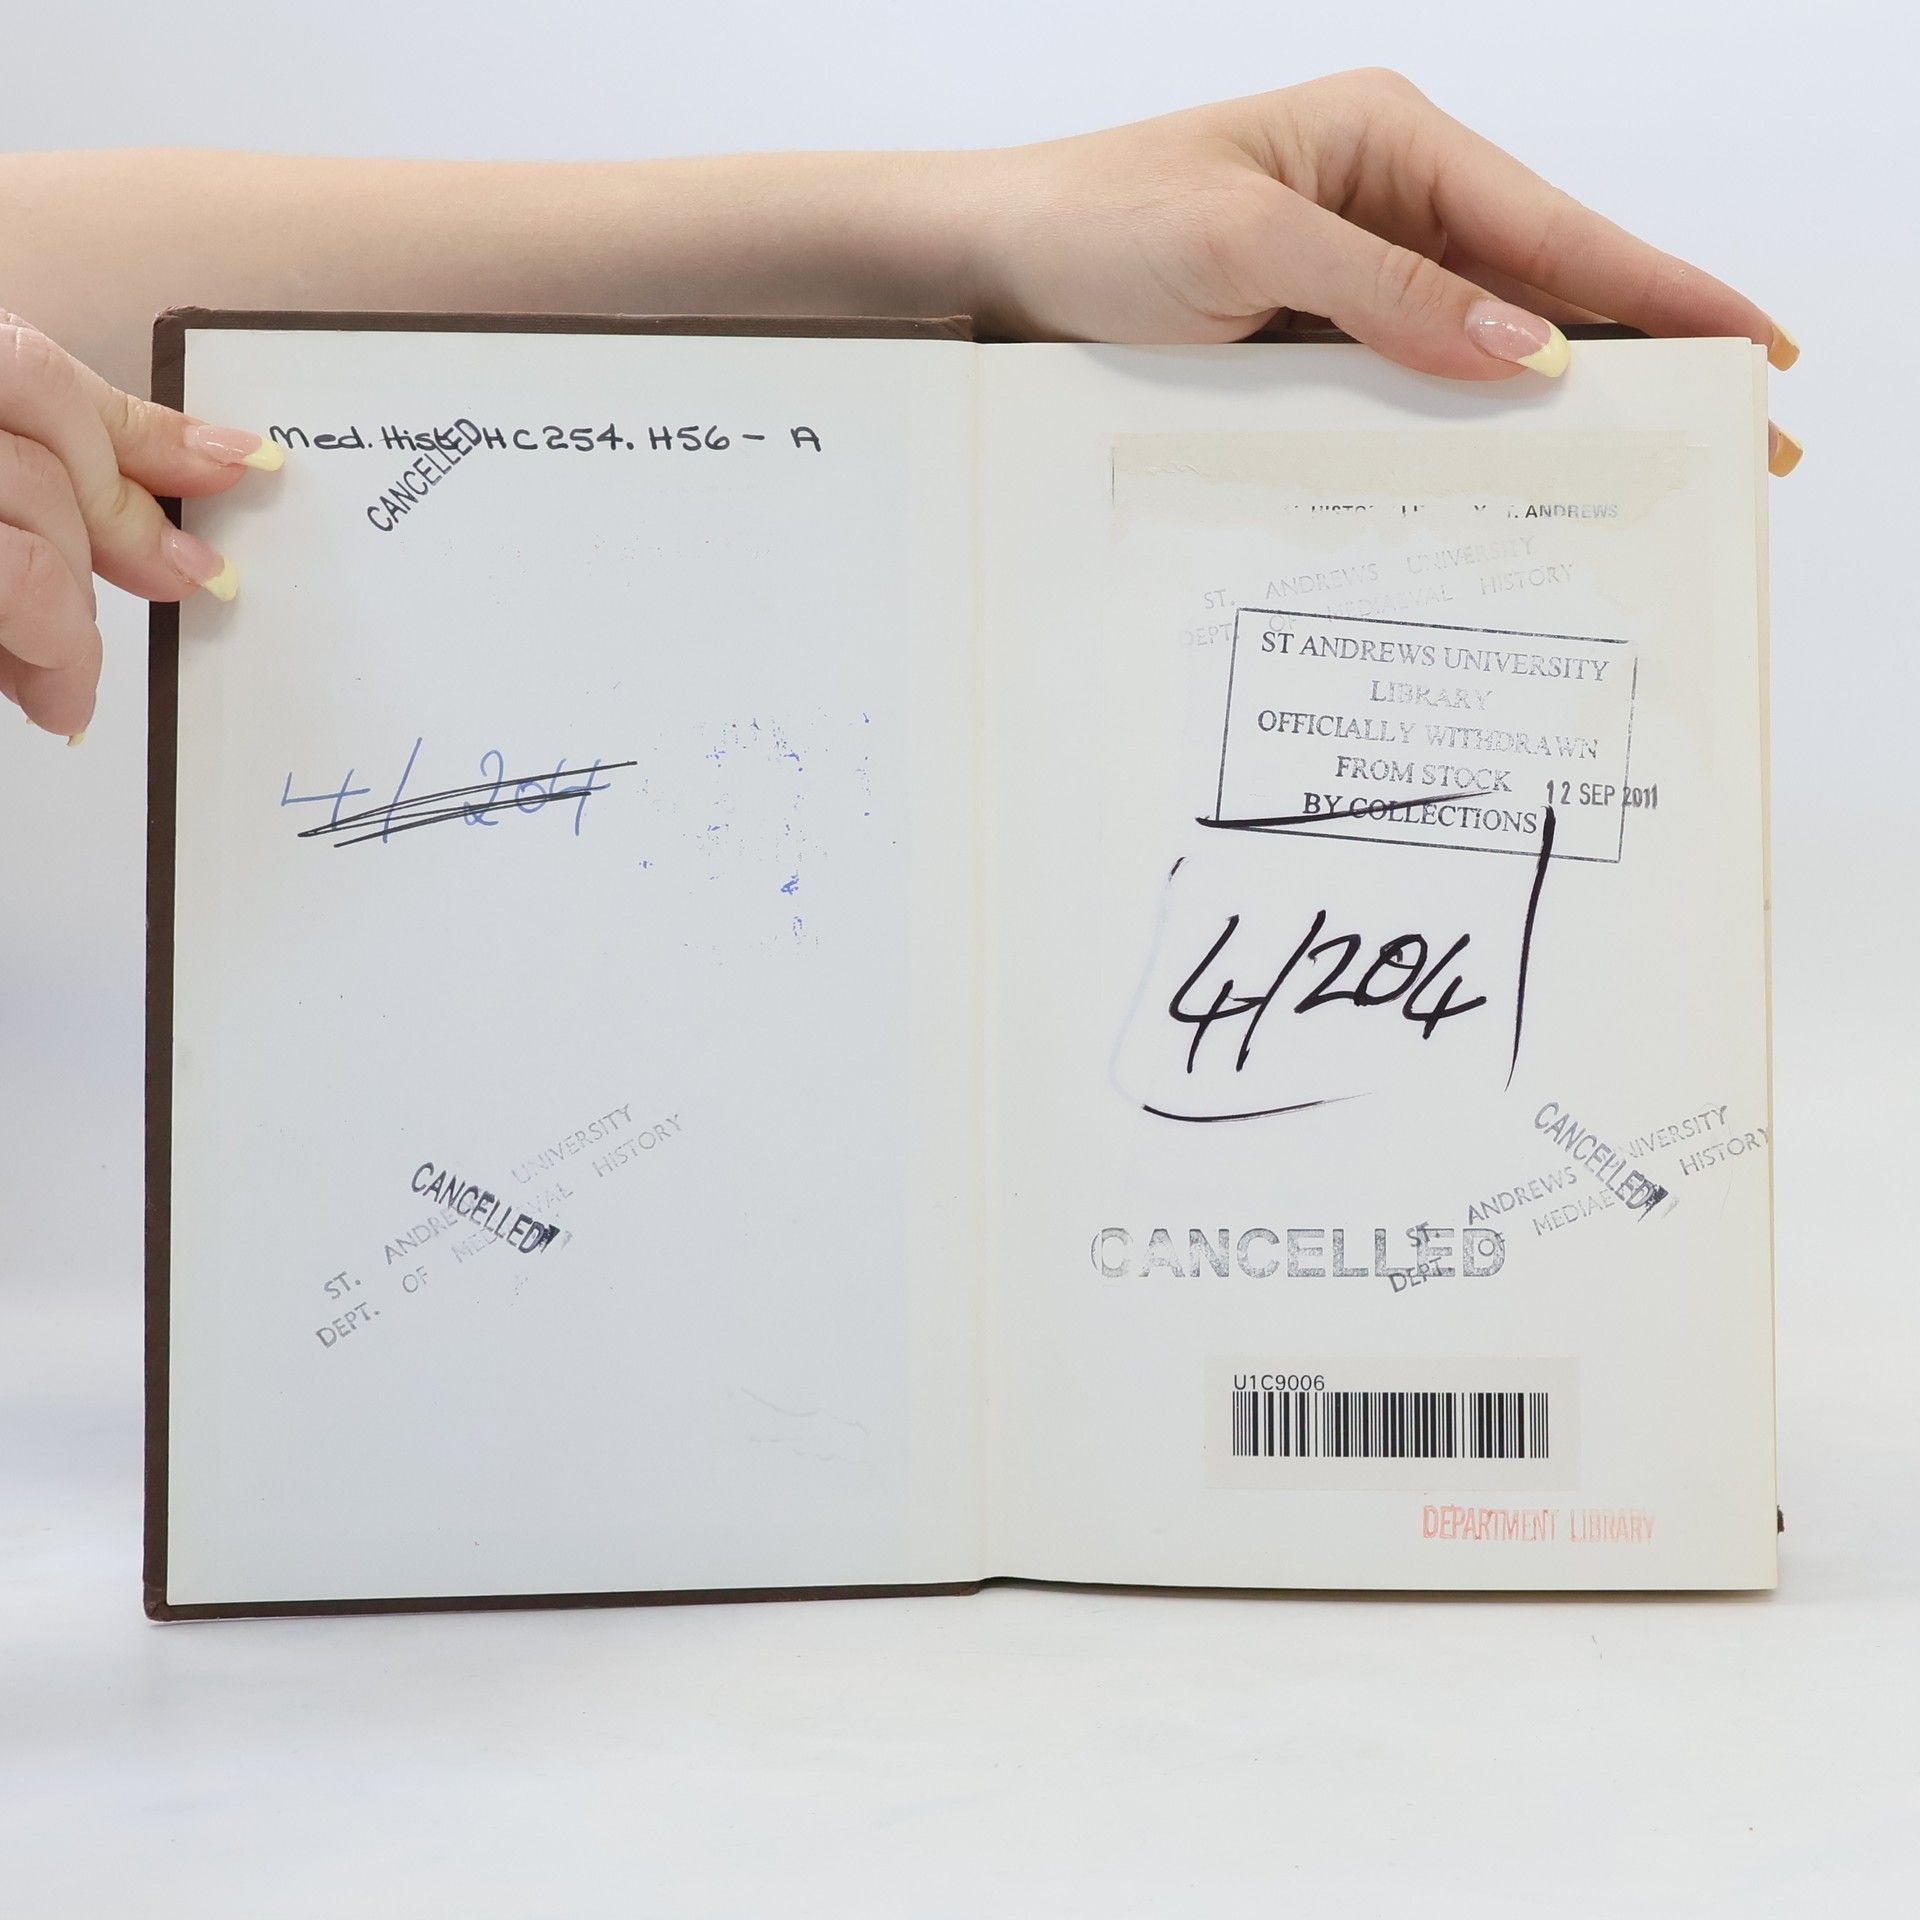 Med. Hist. HC254. H56 - A
CANCELLED
4/204
ST. ANDREWS UNIVERSITY
DEPT. OF MEDIAEVAL HISTORY
CANCELLED
T. ANDREWS
ST. ANDREWS UNIVERSITY
DEPT. OF MEDIAEVAL HISTORY
ST ANDREWS UNIVERSITY
LIBRARY
OFFICIALLY WITHDRAWN
FROM STOCK
BY COLLECTIONS
12 SEP 2011
4/204
CANCELLED
ST. ANDREWS UNIVERSITY
DEPT. OF MEDIAEVAL HISTORY
CANCELLED
U1C9006
DEPARTMENT LIBRARY